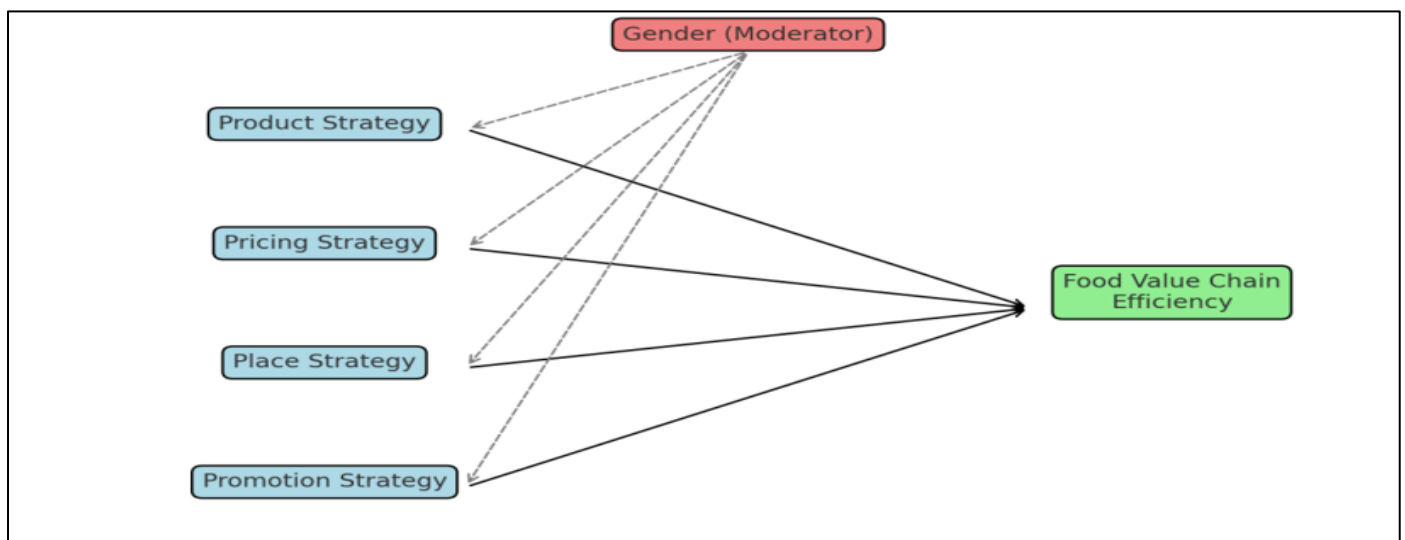 Gender (Moderator)
Product Strategy
Pricing Strategy
Food Value Chain
Efficiency
Place Strategy
Promotion Strategy